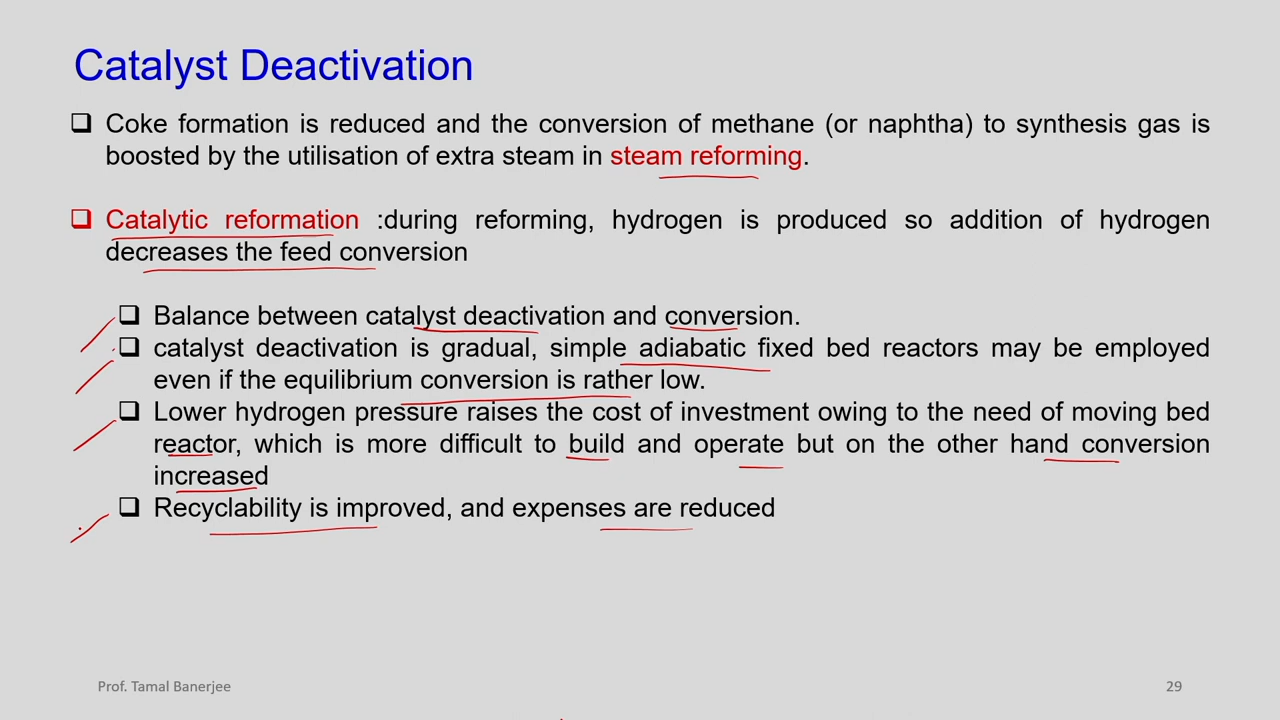 Catalyst Deactivation
Coke formation is reduced and the conversion of methane (or naphtha) to synthesis gas is
boosted by the utilisation of extra steam in steam reforming.
Catalytic reformation :during reforming, hydrogen is produced so addition of hydrogen
decreases the feed conversion
Balance between catalyst deactivation and conversion.
catalyst deactivation is gradual, simple adiabatic fixed bed reactors may be employed
even if the equilibrium conversion is rather low.
Lower hydrogen pressure raises the cost of investment owing to the need of moving bed
reactor, which is more difficult to build and operate but on the other hand conversion
increased
Recyclability is improved, and expenses are reduced
Prof. Tamal Banerjee
29